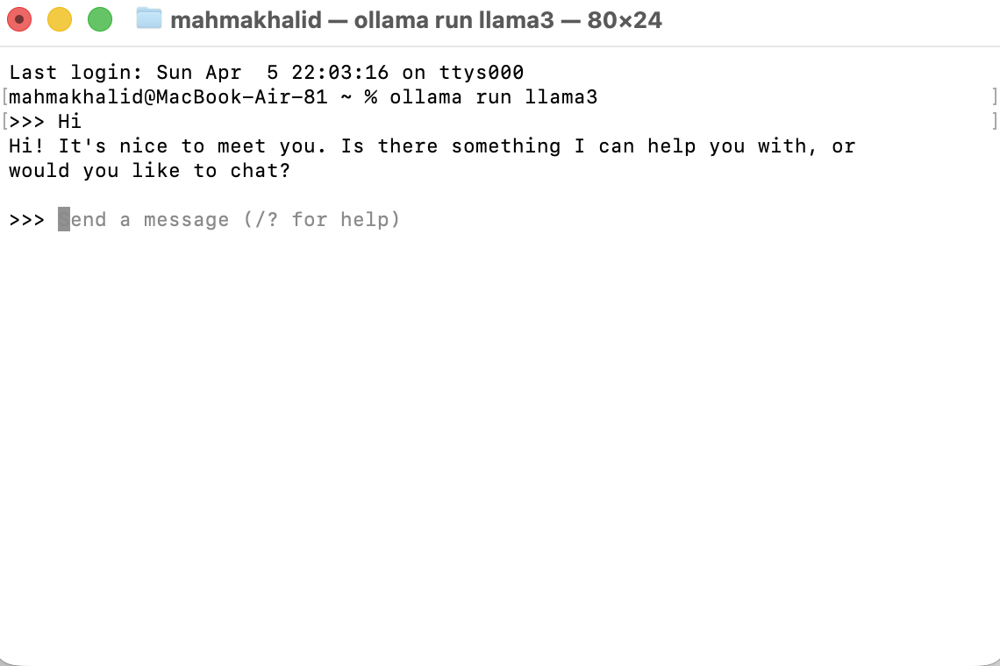 mahmakhalid — ollama run llama3 — 80×24
Last login: Sun Apr  5 22:03:16 on ttys000
[mahmakhalid@MacBook-Air-81 ~ % ollama run llama3 ]
[>>> Hi ]
Hi! It's nice to meet you. Is there something I can help you with, or
would you like to chat?
>>> Send a message (/? for help)